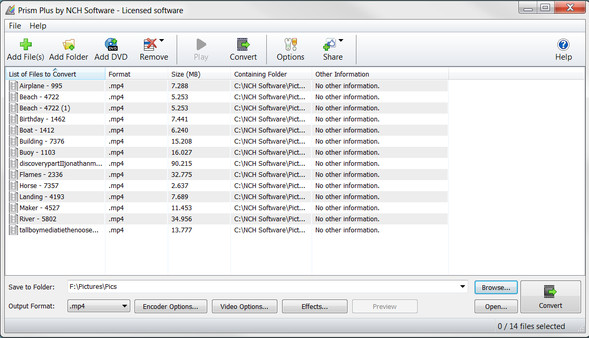 Prism Plus by NCH Software - Licensed software
File Help
Add File(s) Add Folder Add DVD Remove Play Convert Options Share Help
List of Files to Convert Format Size (MB) Containing Folder Other Information
Airplane - 995 .mp4 7.288 C:\NCH Software\Pict... No other information.
Beach - 4722 .mp4 5.253 C:\NCH Software\Pict... No other information.
Beach - 4722 (1) .mp4 5.253 C:\NCH Software\Pict... No other information.
Birthday - 1462 .mp4 7.441 C:\NCH Software\Pict... No other information.
Boat - 1412 .mp4 6.240 C:\NCH Software\Pict... No other information.
Building - 7376 .mp4 15.208 C:\NCH Software\Pict... No other information.
Buoy - 1103 .mp4 16.027 C:\NCH Software\Pict... No other information.
discoverypartIIjonathanm... .mp4 90.215 C:\NCH Software\Pict... No other information.
Flames - 2336 .mp4 32.775 C:\NCH Software\Pict... No other information.
Horse - 7357 .mp4 2.637 C:\NCH Software\Pict... No other information.
Landing - 4193 .mp4 7.689 C:\NCH Software\Pict... No other information.
Maker - 4527 .mp4 11.453 C:\NCH Software\Pict... No other information.
River - 5802 .mp4 34.956 C:\NCH Software\Pict... No other information.
tallboymediatiethenoose... .mp4 13.777 C:\NCH Software\Pict... No other information.
Save to Folder: F:\Pictures\Pics Browse...
Output Format: .mp4 Encoder Options... Video Options... Effects... Preview Open... Convert
0 / 14 files selected